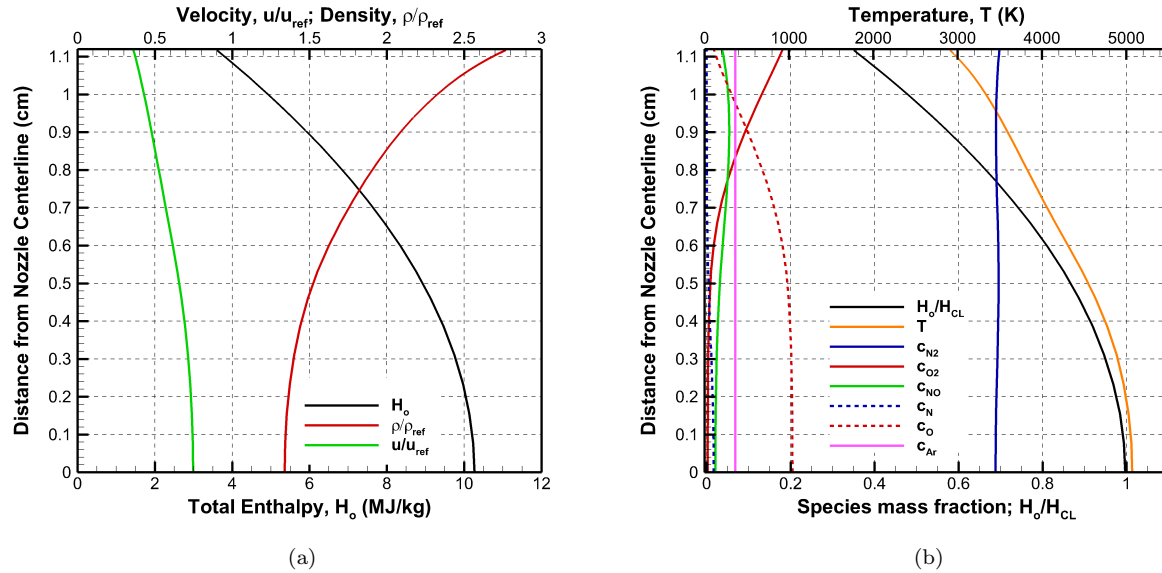 Velocity, u/u_ref; Density, ρ/ρ_ref
0 0.5 1 1.5 2 2.5 3
Distance from Nozzle Centerline (cm)
1.1
1
0.9
0.8
0.7
0.6
0.5
0.4
0.3
0.2
0.1
0
H_o
ρ/ρ_ref
u/u_ref
0 2 4 6 8 10 12
Total Enthalpy, H_o (MJ/kg)
(a)
Temperature, T (K)
0 1000 2000 3000 4000 5000
Distance from Nozzle Centerline (cm)
1.1
1
0.9
0.8
0.7
0.6
0.5
0.4
0.3
0.2
0.1
0
H_o/H_CL
T
c_N2
c_O2
c_NO
c_N
c_O
c_Ar
0 0.2 0.4 0.6 0.8 1
Species mass fraction; H_o/H_CL
(b)